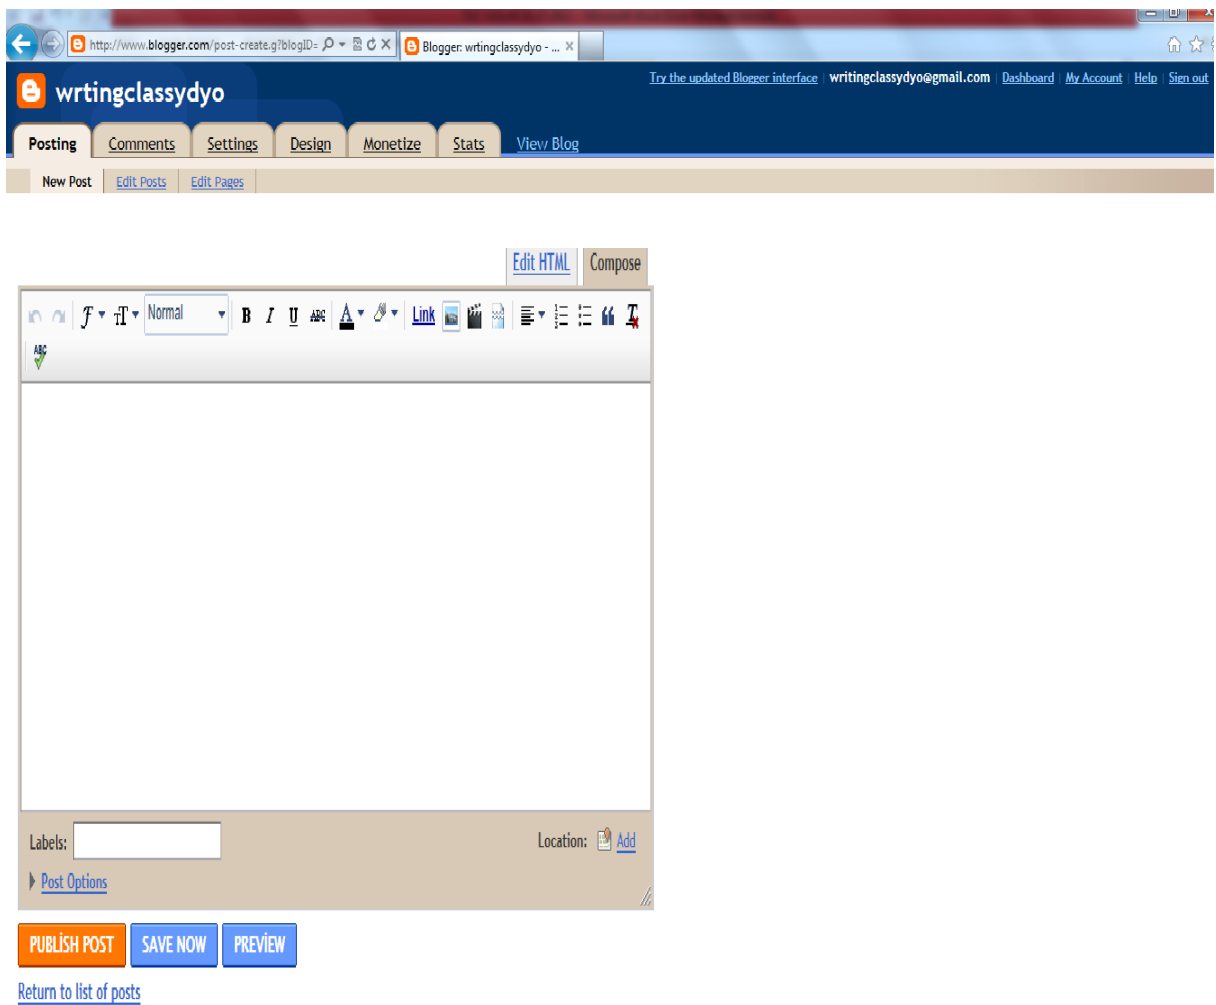 http://www.blogger.com/post-create.g?blogID=
Blogger: wrtingclassydyo - ...
Try the updated Blogger interface writingclassydyo@gmail.com Dashboard My Account Help Sign out
wrtingclassydyo
Posting Comments Settings Design Monetize Stats View Blog
New Post Edit Posts Edit Pages
Edit HTML Compose
Normal B I U ABC A Link
ABC
Labels: Location: Add
Post Options
PUBLİSH POST SAVE NOW PREVİEW
Return to list of posts